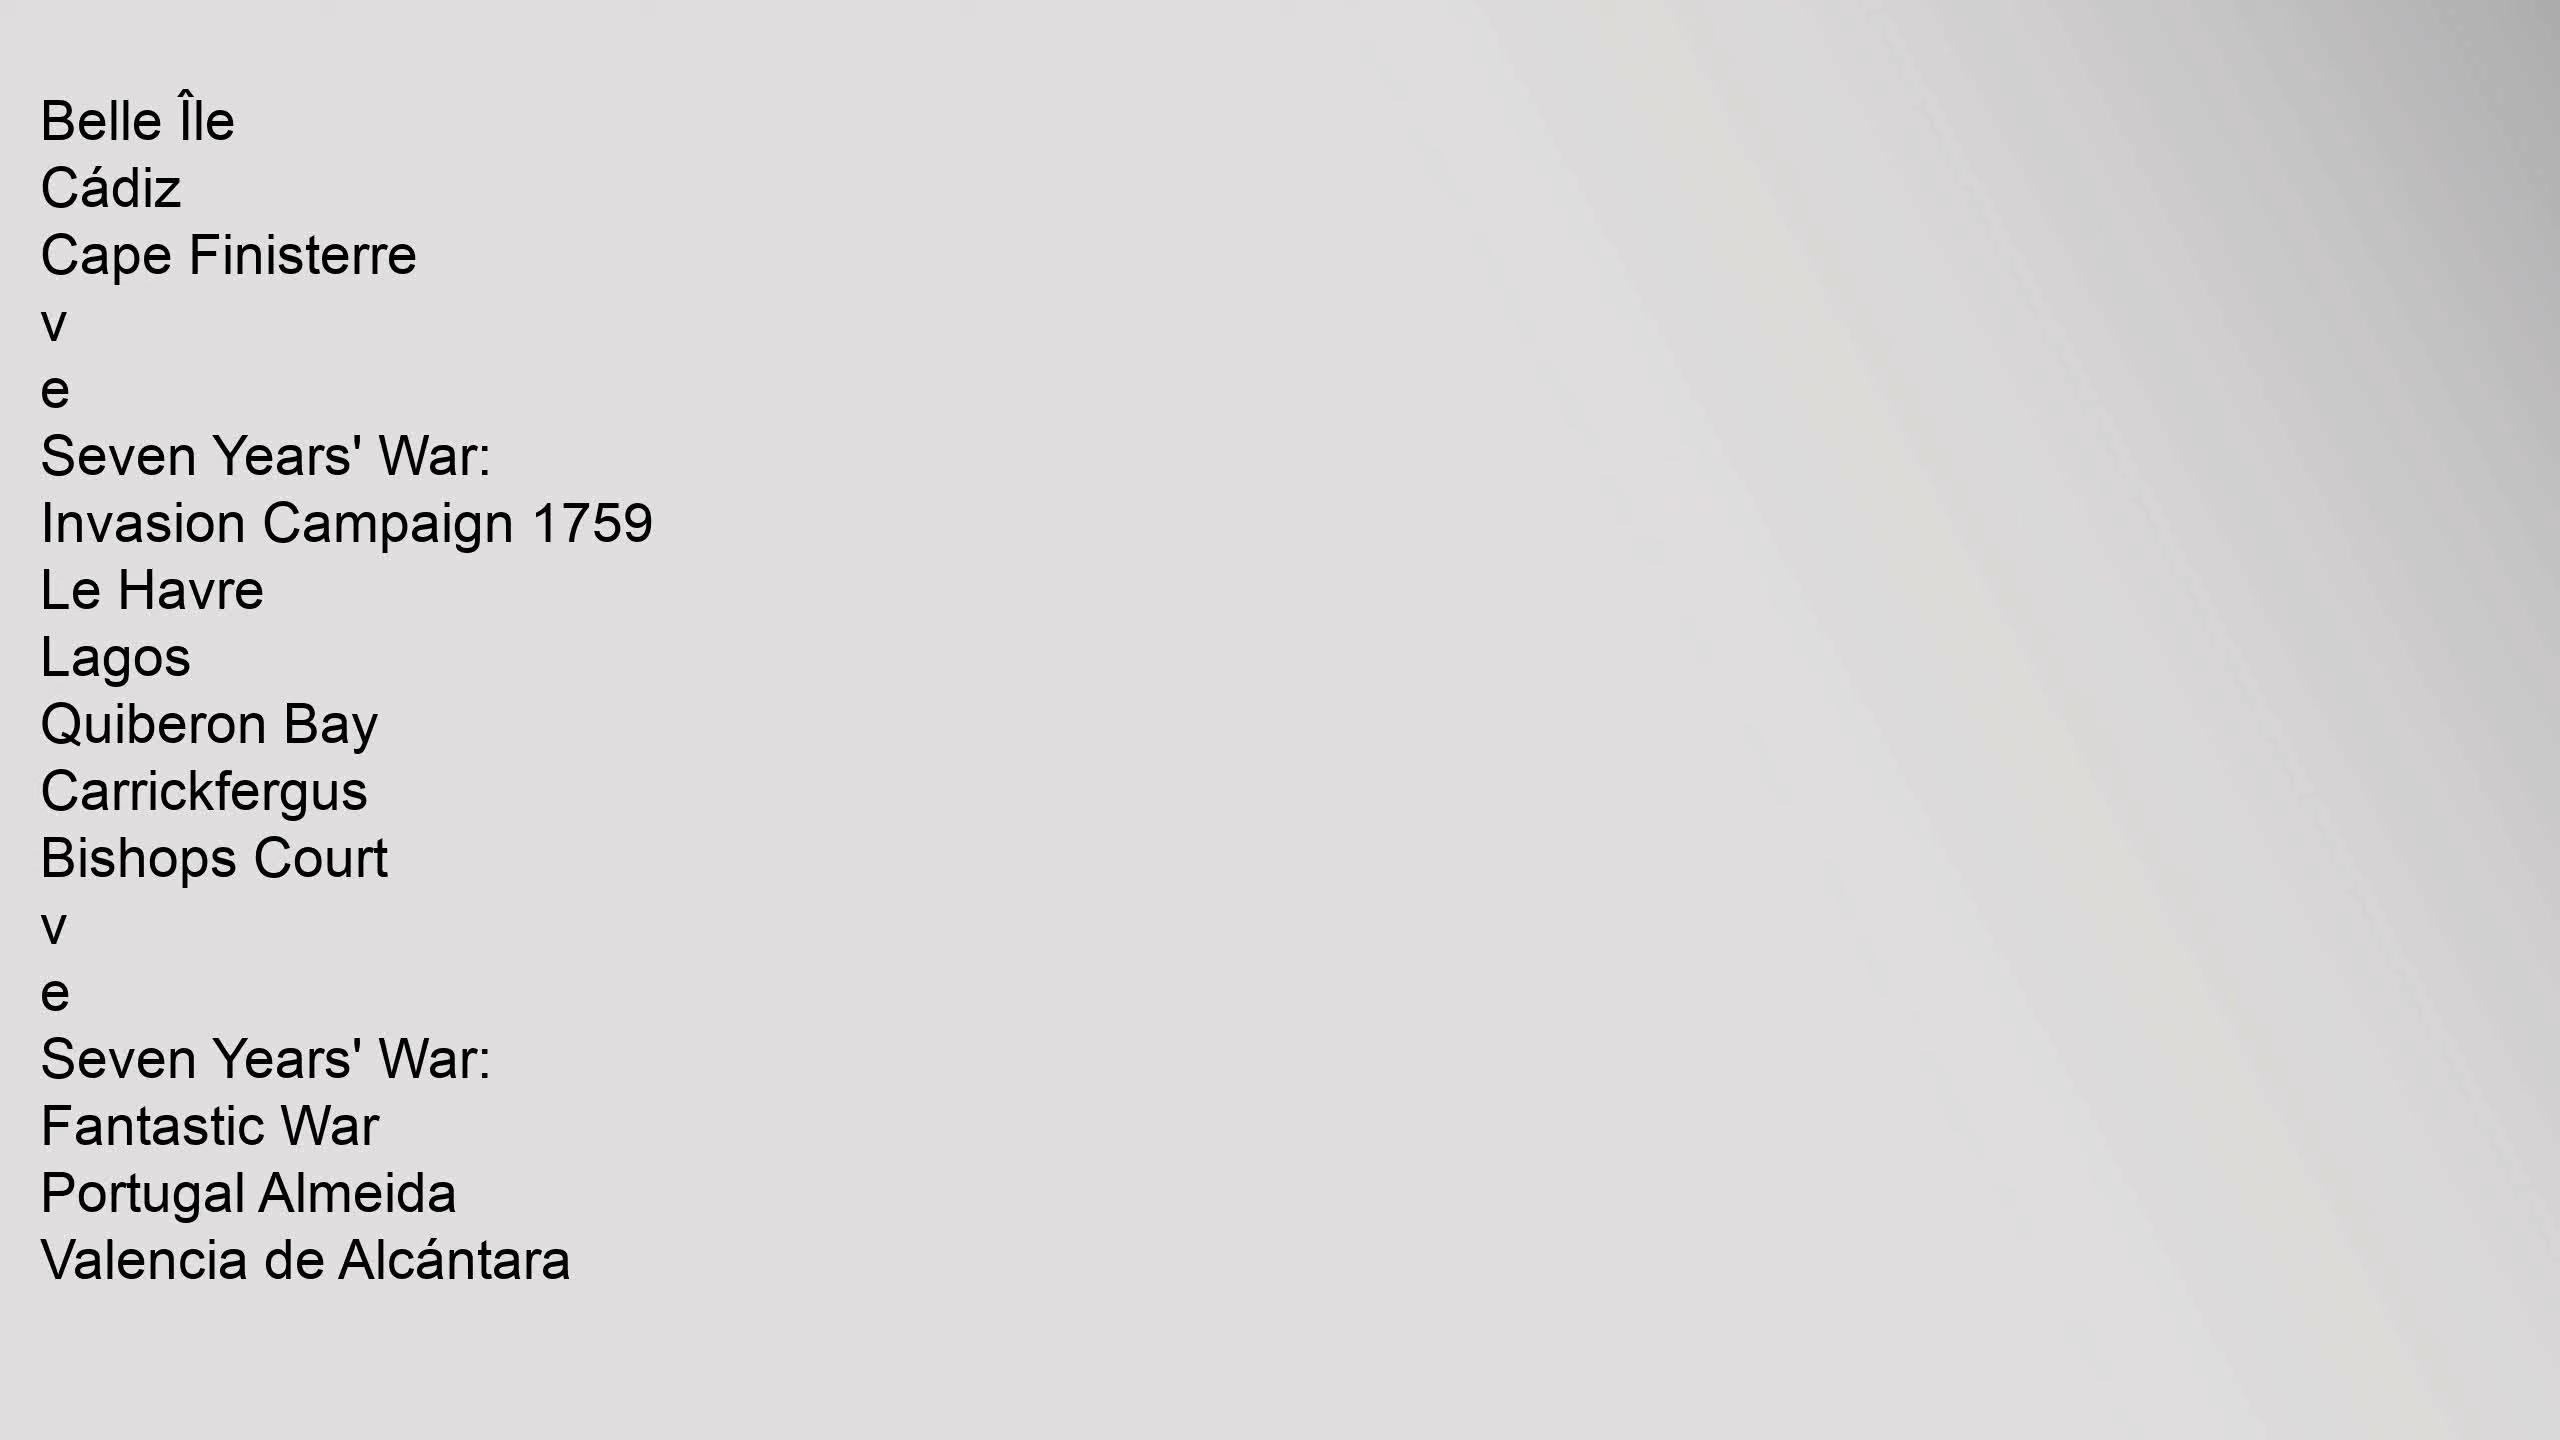 Belle Île
Cádiz
Cape Finisterre
v
e
Seven Years' War:
Invasion Campaign 1759
Le Havre
Lagos
Quiberon Bay
Carrickfergus
Bishops Court
v
e
Seven Years' War:
Fantastic War
Portugal Almeida
Valencia de Alcántara